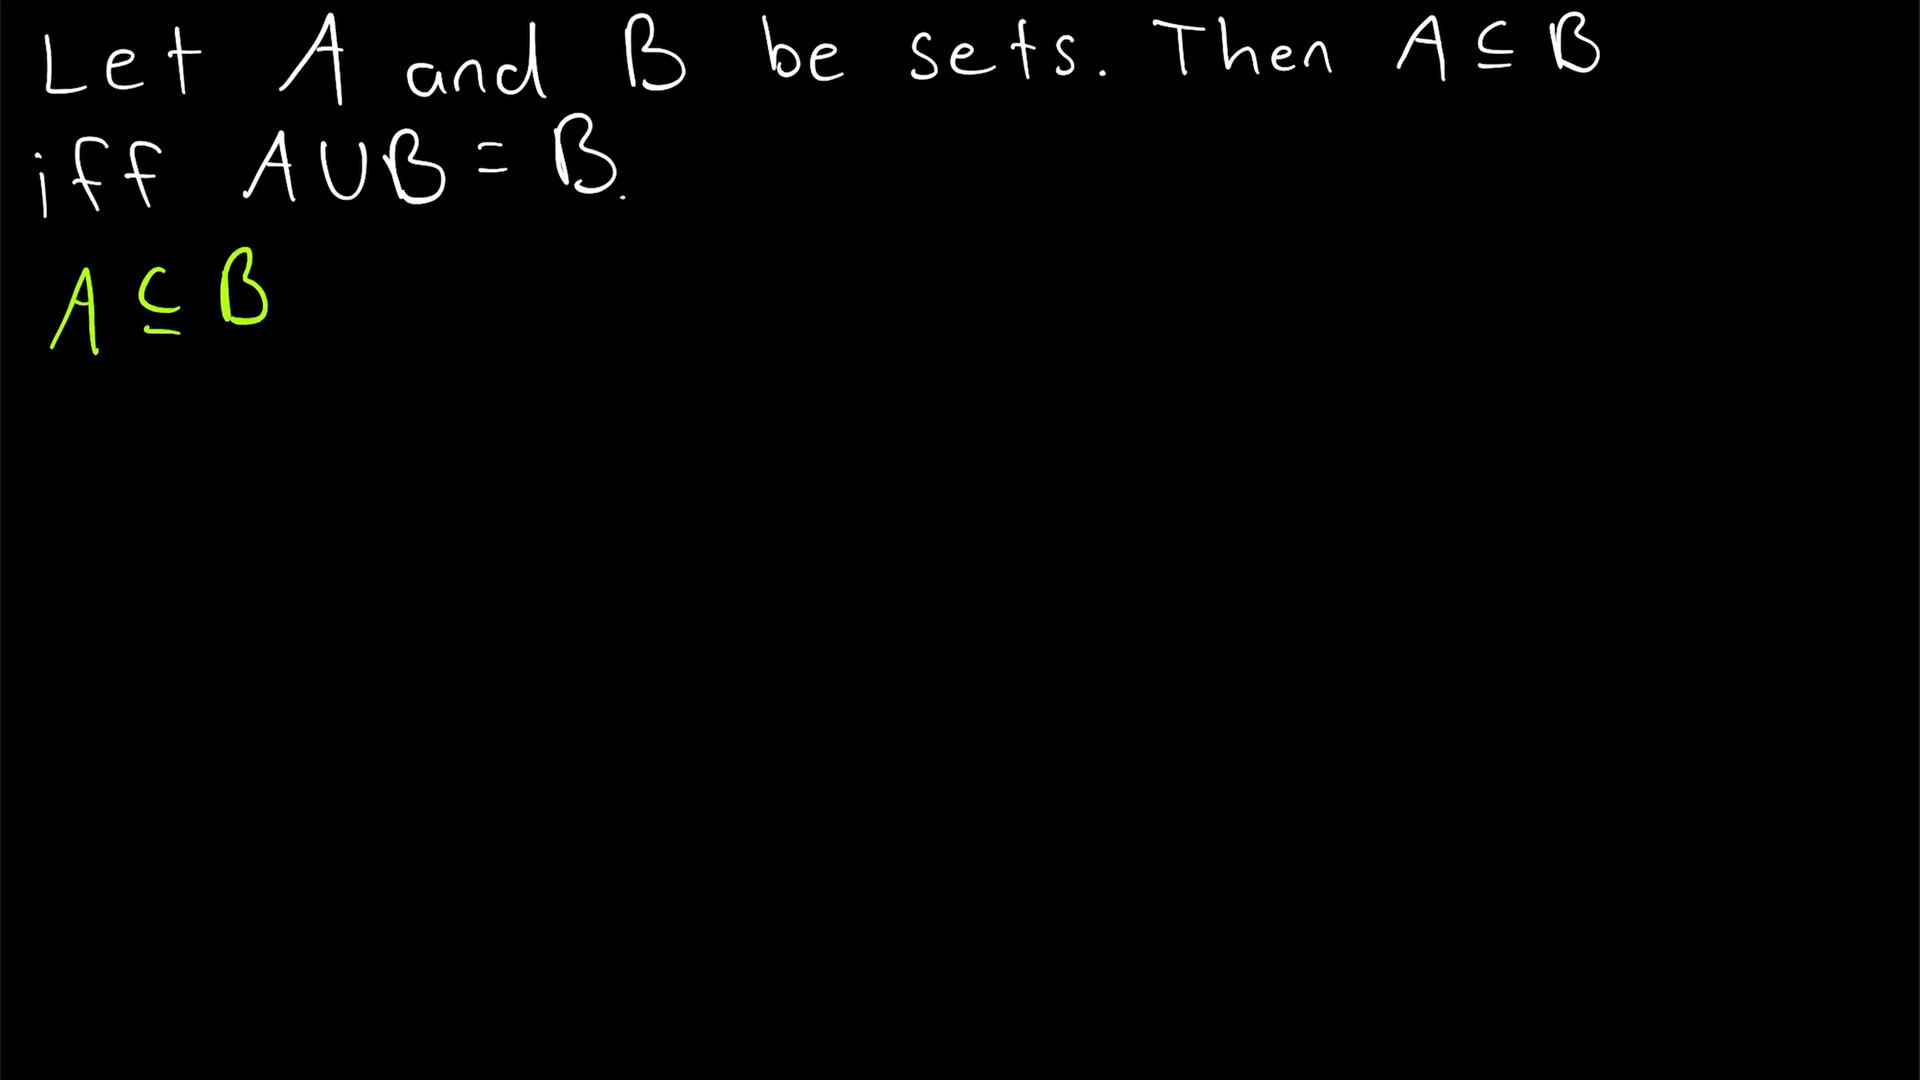 Let A and B be sets. Then A ⊆ B
iff A∪B = B.
A ⊆ B